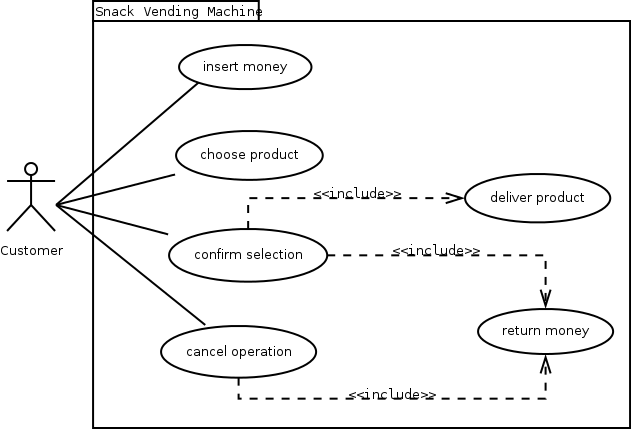 Snack Vending Machine
insert money
choose product
<<include>>
deliver product
Customer
confirm selection
<<include>>
return money
cancel operation
<<include>>